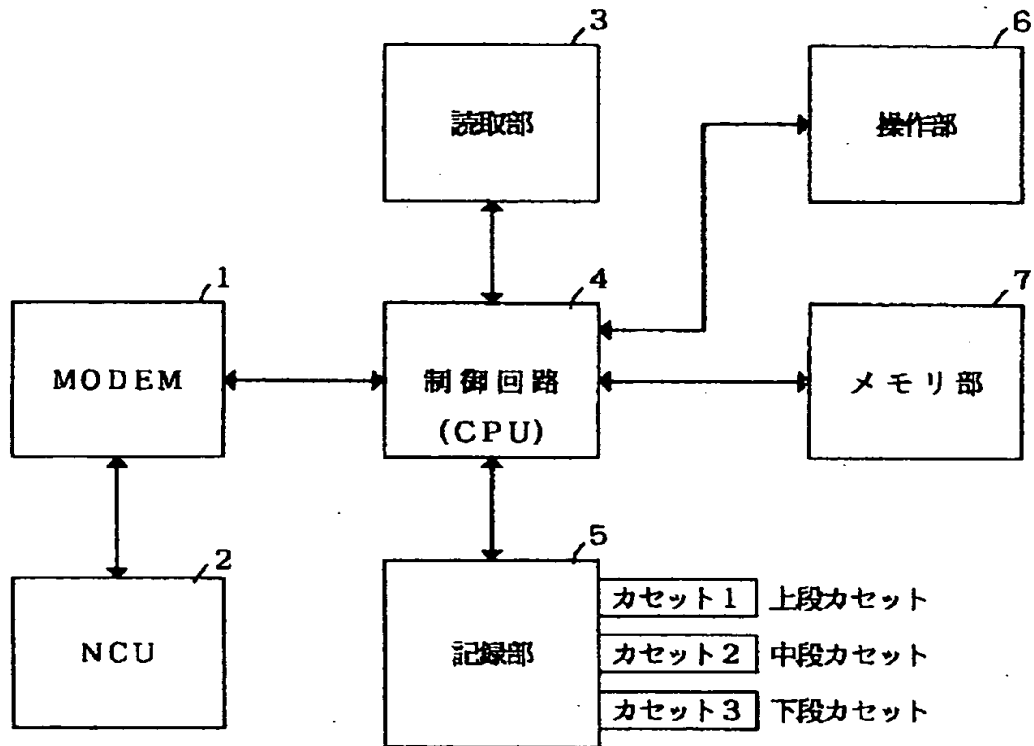 3
読取部
6
操作部
1
MODEM
4
制御回路
(CPU)
7
メモリ部
2
NCU
5
記録部
カセット1 上段カセット
カセット2 中段カセット
カセット3 下段カセット